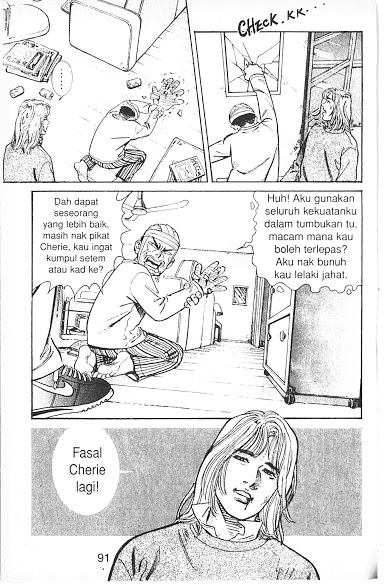 CHECK.KK...
......
Dah dapat
seseorang
yang lebih baik,
masih nak pikat
Cherie, kau ingat
kumpul setem
atau kad ke?
Huh! Aku gunakan
seluruh kekuatanku
dalam tumbukan tu,
macam mana kau
boleh terlepas?
Aku nak bunuh
kau lelaki jahat.
Fasal
Cherie
lagi!
91